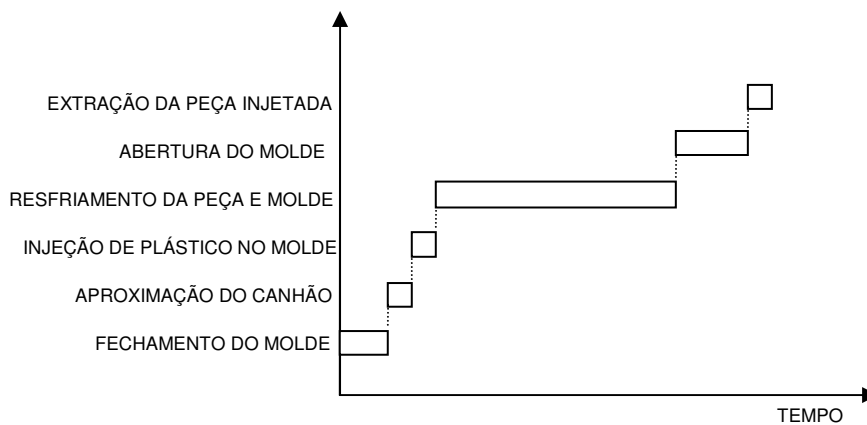 EXTRAÇÃO DA PEÇA INJETADA
ABERTURA DO MOLDE
RESFRIAMENTO DA PEÇA E MOLDE
INJEÇÃO DE PLÁSTICO NO MOLDE
APROXIMAÇÃO DO CANHÃO
FECHAMENTO DO MOLDE
TEMPO